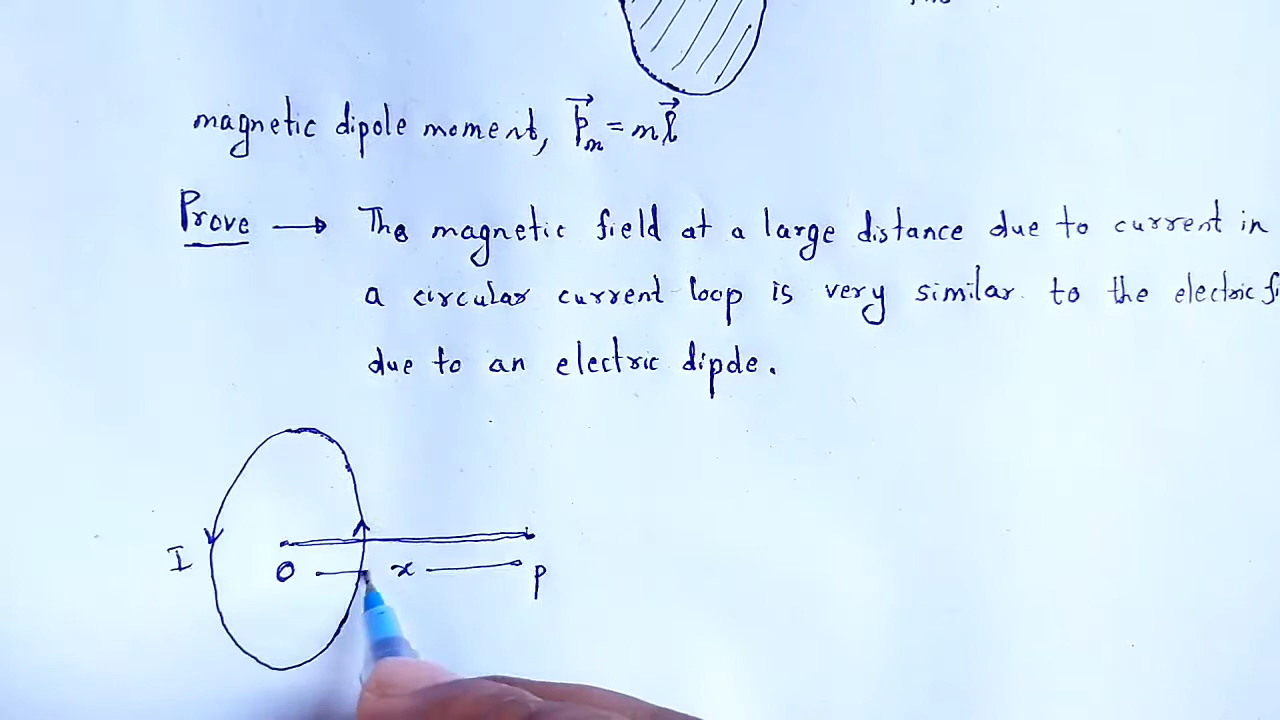 magnetic dipole moment, P⃗m = m l⃗
Prove → The magnetic field at a large distance due to current in
a circular current loop is very similar to the electric
due to an electric dipde.
I
O x P